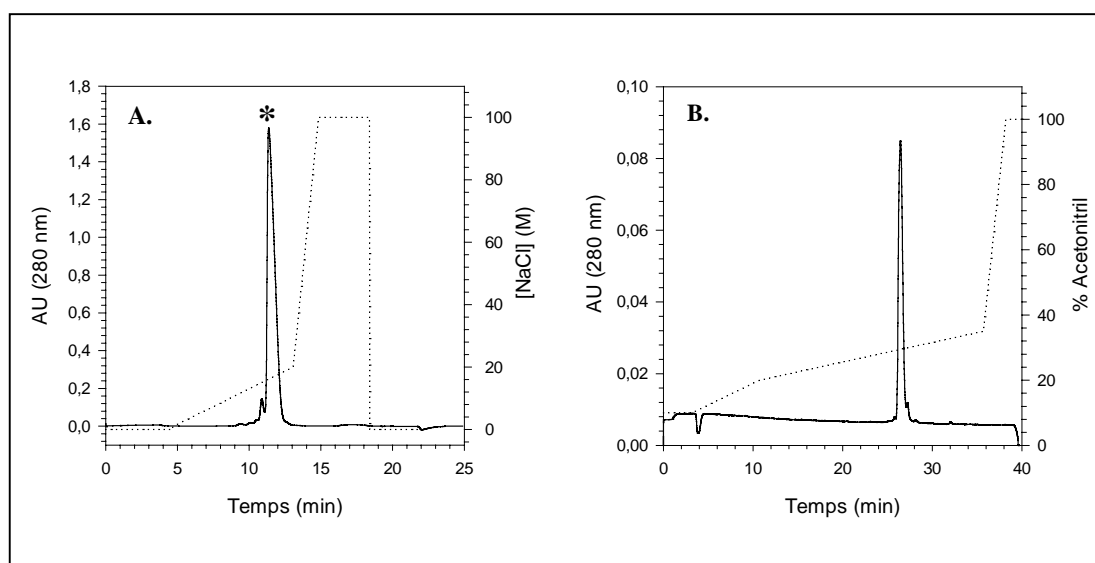 A.
*
1,8
1,6
1,4
1,2
1,0
0,8
0,6
0,4
0,2
0,0
AU (280 nm)
100
80
60
40
20
0
[NaCl] (M)
0 5 10 15 20 25
Temps (min)
B.
0,10
0,08
0,06
0,04
0,02
0,00
AU (280 nm)
100
80
60
40
20
0
% Acetonitril
0 10 20 30 40
Temps (min)